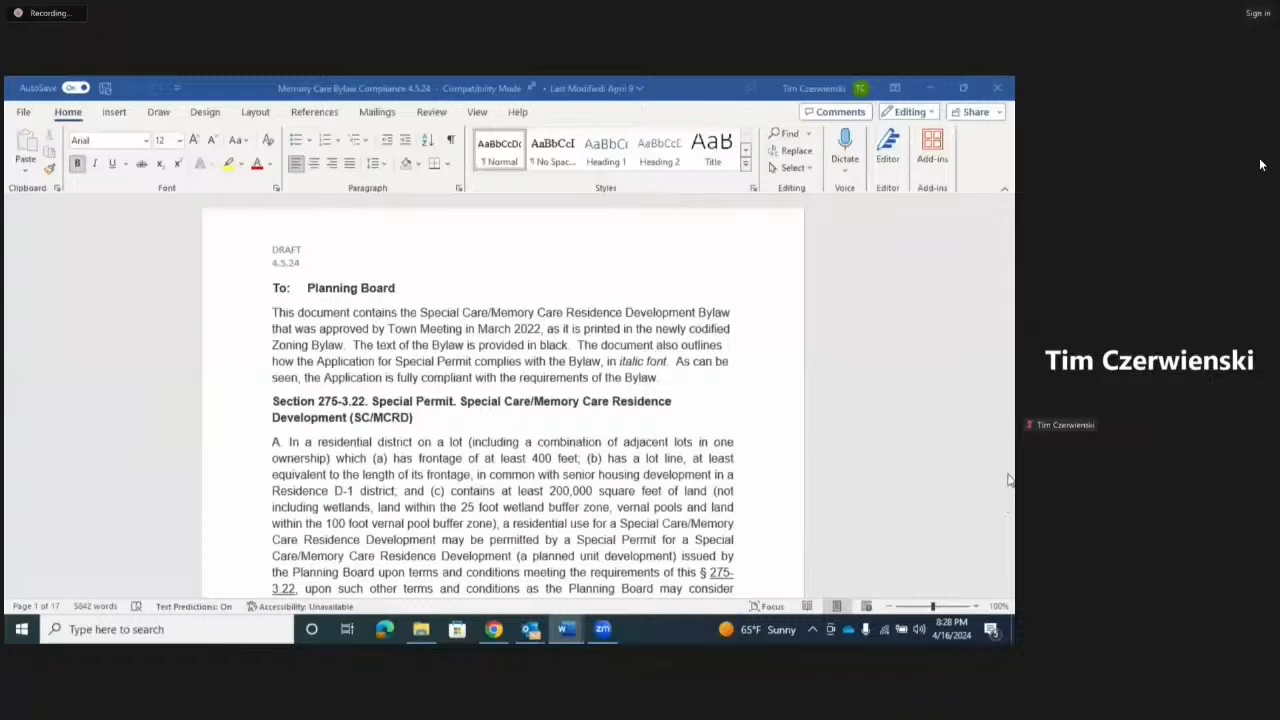 Recording...
Sign in
AutoSave On
Memory Care Bylaw Compliance 4.5.24 - Compatibility Mode • Last Modified: April 9
Tim Czerwienski TC
File Home Insert Draw Design Layout References Mailings Review View Help
Comments Editing Share
Paste
Arial 12
AaBbCcDc AaBbCcI AaBbC AaBbCcE AaB
Normal No Spac... Heading 1 Heading 2 Title
Find
Replace
Select
Dictate Editor Add-ins
Clipboard Font Paragraph Styles Editing Voice Editor Add-ins
DRAFT
4.5.24
To: Planning Board
This document contains the Special Care/Memory Care Residence Development Bylaw
that was approved by Town Meeting in March 2022, as it is printed in the newly codified
Zoning Bylaw. The text of the Bylaw is provided in black. The document also outlines
how the Application for Special Permit complies with the Bylaw, in italic font. As can be
seen, the Application is fully compliant with the requirements of the Bylaw.
Section 275-3.22. Special Permit. Special Care/Memory Care Residence
Development (SC/MCRD)
A. In a residential district on a lot (including a combination of adjacent lots in one
ownership) which (a) has frontage of at least 400 feet; (b) has a lot line, at least
equivalent to the length of its frontage, in common with senior housing development in a
Residence D-1 district; and (c) contains at least 200,000 square feet of land (not
including wetlands, land within the 25 foot wetland buffer zone, vernal pools and land
within the 100 foot vernal pool buffer zone), a residential use for a Special Care/Memory
Care Residence Development may be permitted by a Special Permit for a Special
Care/Memory Care Residence Development (a planned unit development) issued by
the Planning Board upon terms and conditions meeting the requirements of this § 275-
3.22, upon such other terms and conditions as the Planning Board may consider
Tim Czerwienski
Tim Czerwienski
Page 1 of 17 5842 words Text Predictions: On Accessibility: Unavailable Focus 100%
Type here to search
65°F Sunny
8:28 PM
4/16/2024